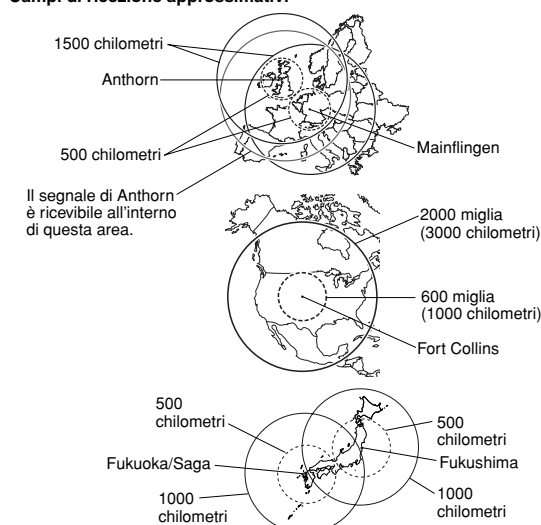 Campi di ricezione approssimativi
1500 chilometri
Anthorn
500 chilometri
Mainflingen
Il segnale di Anthorn
è ricevibile all'interno
di questa area.
2000 miglia
(3000 chilometri)
600 miglia
(1000 chilometri)
Fort Collins
500
chilometri
500
chilometri
Fukuoka/Saga
Fukushima
1000
chilometri
1000
chilometri